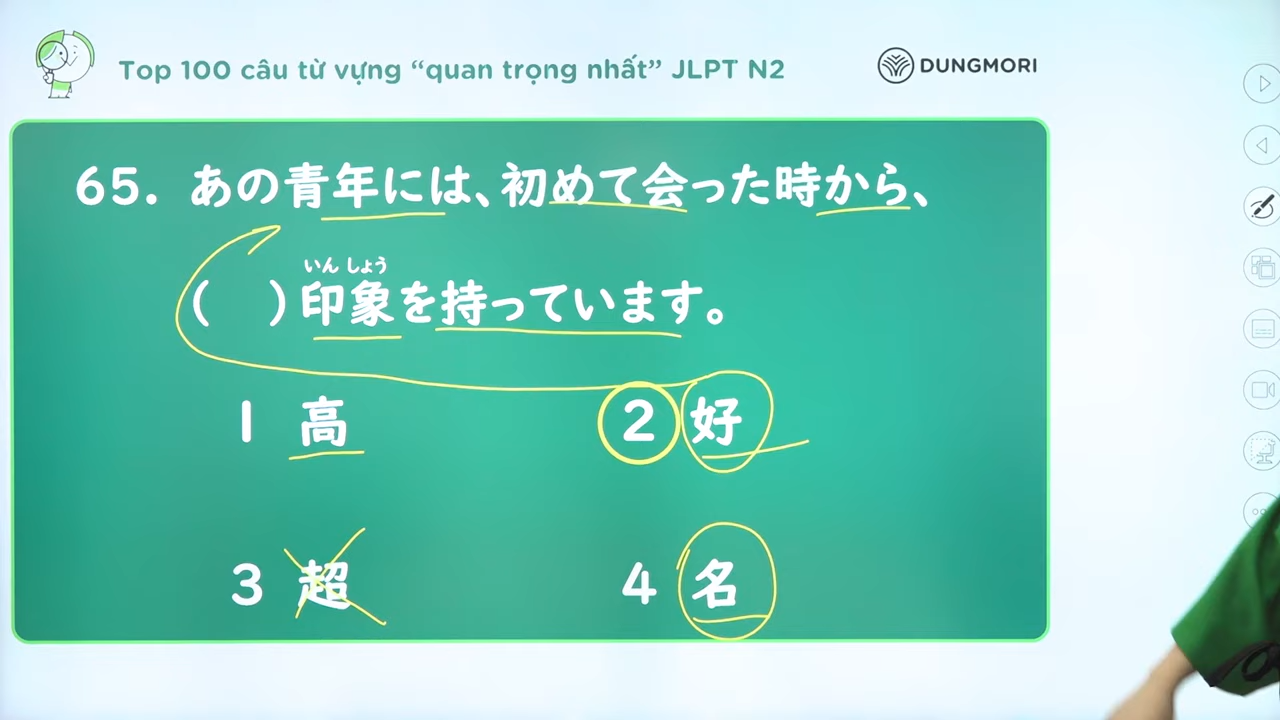 Top 100 câu từ vựng “quan trọng nhất” JLPT N2
DUNGMORI
65. あの青年には、初めて会った時から、
いんしょう
( )印象を持っています。
1 高
2 好
3 超
4 名